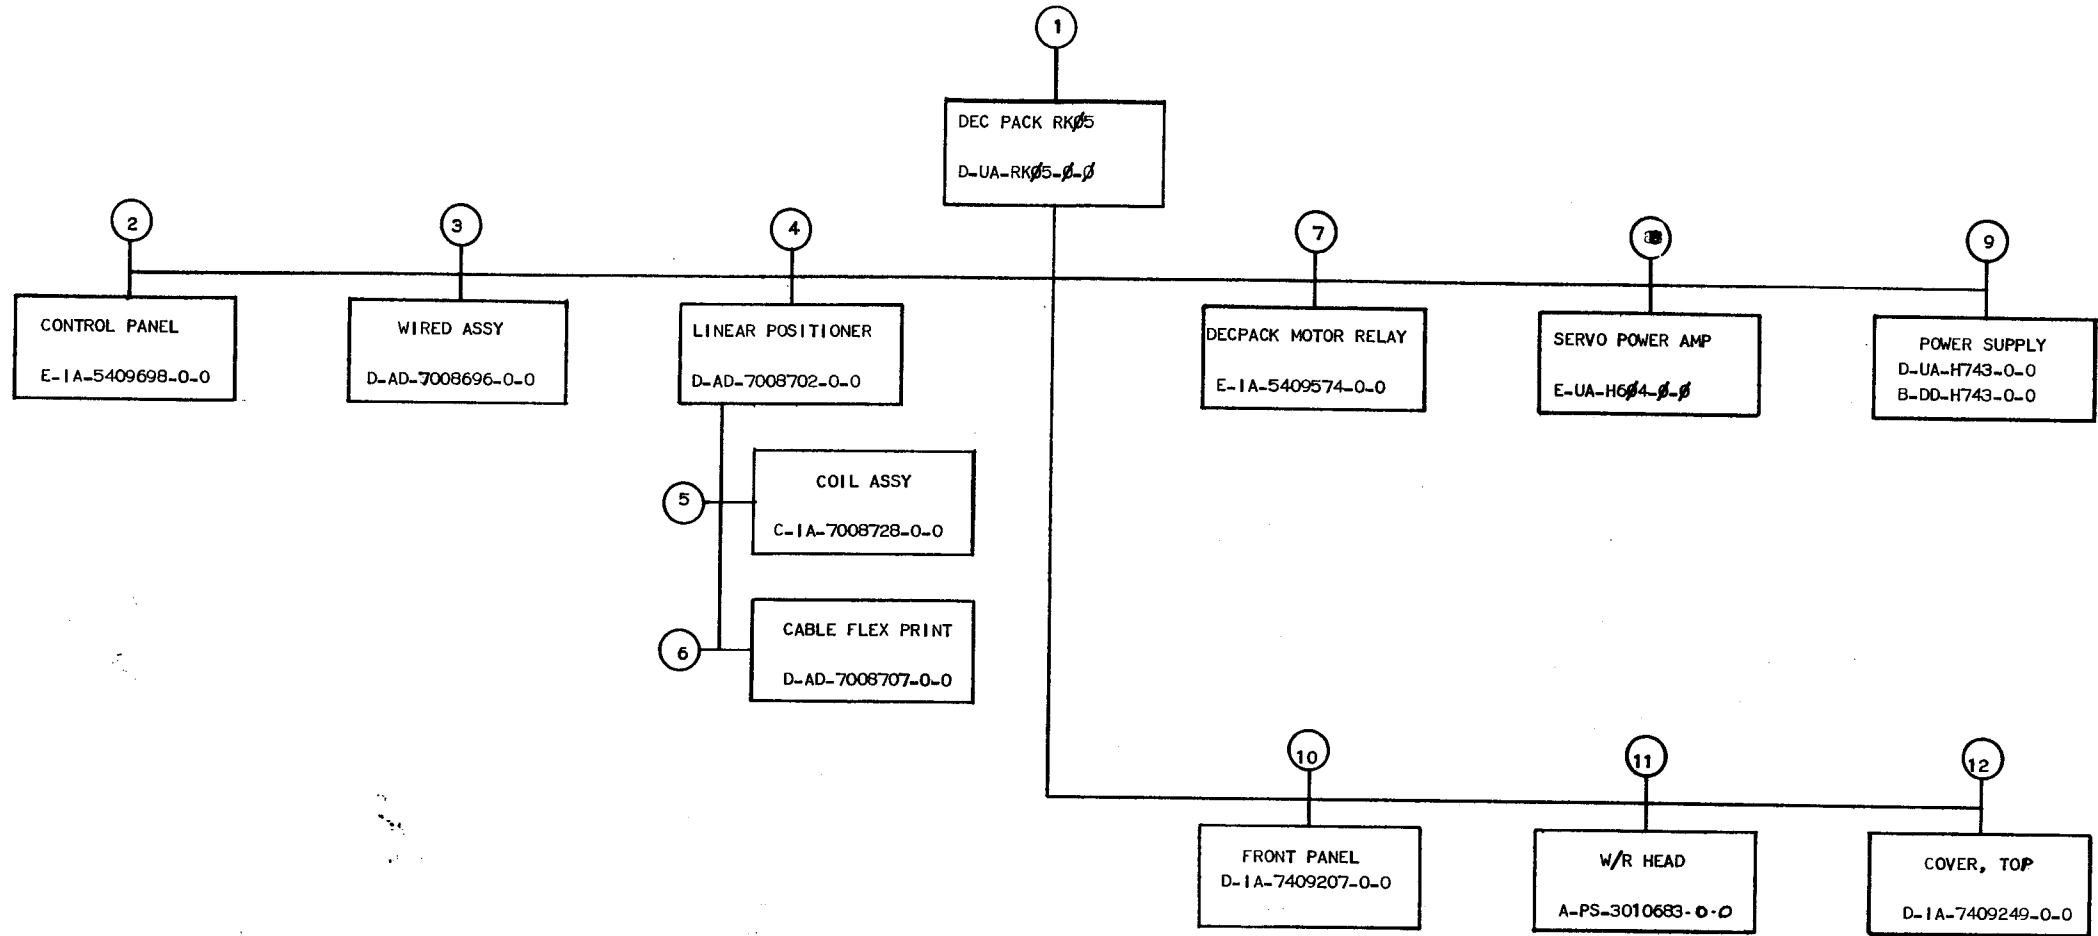 1
DEC PACK RKØ5
D-UA-RKØ5-Ø-Ø
2
CONTROL PANEL
E-IA-5409698-0-0
3
WIRED ASSY
D-AD-7008696-0-0
4
LINEAR POSITIONER
D-AD-7008702-0-0
5
COIL ASSY
C-IA-7008728-0-0
6
CABLE FLEX PRINT
D-AD-7008707-0-0
7
DECPACK MOTOR RELAY
E-IA-5409574-0-0
SERVO POWER AMP
E-UA-H6Ø4-Ø-Ø
9
POWER SUPPLY
D-UA-H743-0-0
B-DD-H743-0-0
10
FRONT PANEL
D-IA-7409207-0-0
11
W/R HEAD
A-PS-3010683-0-0
12
COVER, TOP
D-IA-7409249-0-0